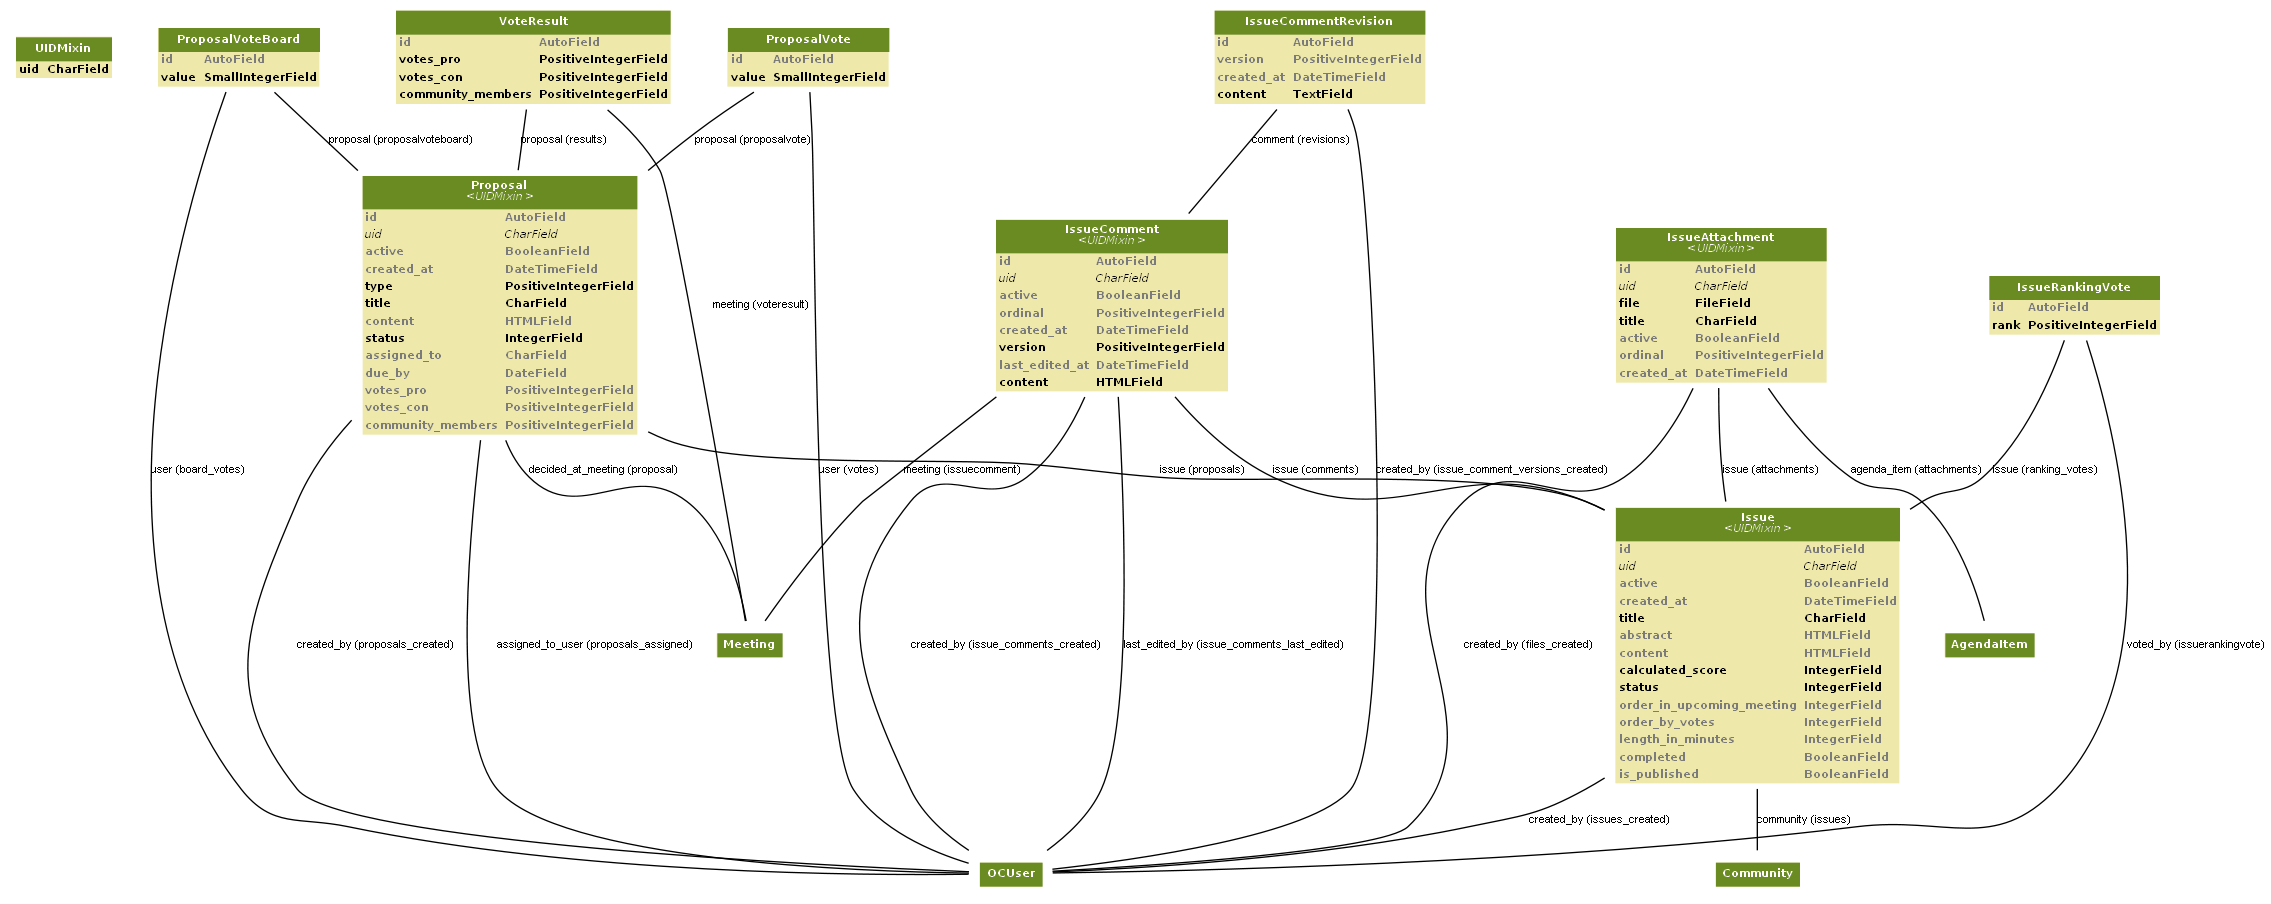 UIDMixin
uid CharField
ProposalVoteBoard
id AutoField
value SmallIntegerField
VoteResult
id AutoField
votes_pro PositiveIntegerField
votes_con PositiveIntegerField
community_members PositiveIntegerField
ProposalVote
id AutoField
value SmallIntegerField
IssueCommentRevision
id AutoField
version PositiveIntegerField
created_at DateTimeField
content TextField
proposal (proposalvoteboard)
proposal (results)
proposal (proposalvote)
comment (revisions)
Proposal
<UIDMixin>
id AutoField
uid CharField
active BooleanField
created_at DateTimeField
type PositiveIntegerField
title CharField
content HTMLField
status IntegerField
assigned_to CharField
due_by DateField
votes_pro PositiveIntegerField
votes_con PositiveIntegerField
community_members PositiveIntegerField
meeting (voteresult)
IssueComment
<UIDMixin>
id AutoField
uid CharField
active BooleanField
ordinal PositiveIntegerField
created_at DateTimeField
version PositiveIntegerField
last_edited_at DateTimeField
content HTMLField
IssueAttachment
<UIDMixin>
id AutoField
uid CharField
file FileField
title CharField
active BooleanField
ordinal PositiveIntegerField
created_at DateTimeField
IssueRankingVote
id AutoField
rank PositiveIntegerField
user (board_votes)
decided_at_meeting (proposal)
user (votes)
meeting (issuecomment)
issue (proposals)
issue (comments)
created_by (issue_comment_versions_created)
issue (attachments)
agenda_item (attachments)
issue (ranking_votes)
Issue
<UIDMixin>
id AutoField
uid CharField
active BooleanField
created_at DateTimeField
title CharField
abstract HTMLField
content HTMLField
calculated_score IntegerField
status IntegerField
order_in_upcoming_meeting IntegerField
order_by_votes IntegerField
length_in_minutes IntegerField
completed BooleanField
is_published BooleanField
created_by (proposals_created)
assigned_to_user (proposals_assigned)
Meeting
created_by (issue_comments_created)
last_edited_by (issue_comments_last_edited)
created_by (files_created)
AgendaItem
voted_by (issuerankingvote)
created_by (issues_created)
community (issues)
OCUser
Community